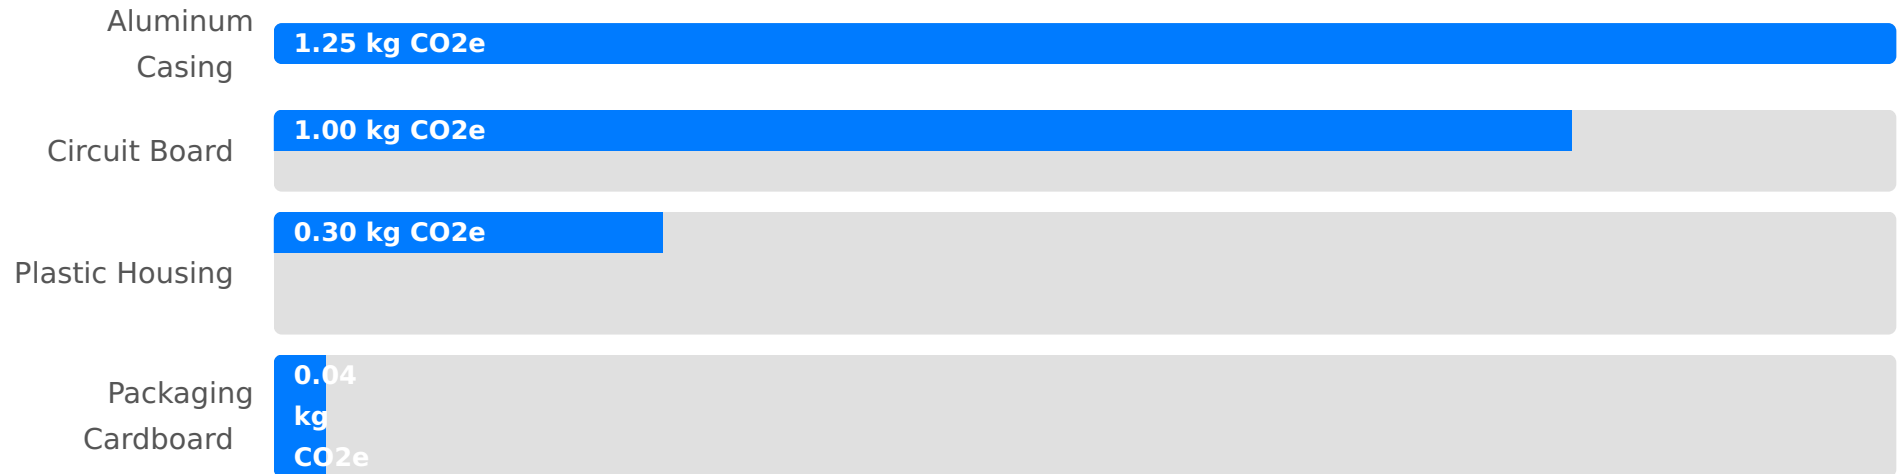 Aluminum
Casing
1.25 kg CO2e
Circuit Board
1.00 kg CO2e
Plastic Housing
0.30 kg CO2e
Packaging
Cardboard
0.04
kg
CO2e